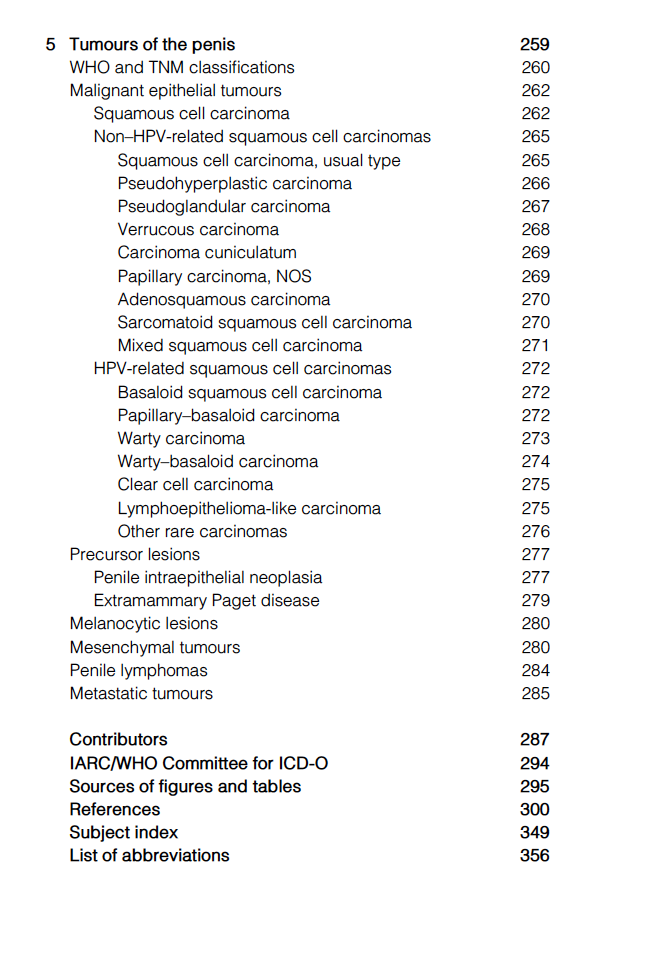 5 Tumours of the penis 259
WHO and TNM classifications 260
Malignant epithelial tumours 262
Squamous cell carcinoma 262
Non–HPV-related squamous cell carcinomas 265
Squamous cell carcinoma, usual type 265
Pseudohyperplastic carcinoma 266
Pseudoglandular carcinoma 267
Verrucous carcinoma 268
Carcinoma cuniculatum 269
Papillary carcinoma, NOS 269
Adenosquamous carcinoma 270
Sarcomatoid squamous cell carcinoma 270
Mixed squamous cell carcinoma 271
HPV-related squamous cell carcinomas 272
Basaloid squamous cell carcinoma 272
Papillary–basaloid carcinoma 272
Warty carcinoma 273
Warty–basaloid carcinoma 274
Clear cell carcinoma 275
Lymphoepithelioma-like carcinoma 275
Other rare carcinomas 276
Precursor lesions 277
Penile intraepithelial neoplasia 277
Extramammary Paget disease 279
Melanocytic lesions 280
Mesenchymal tumours 280
Penile lymphomas 284
Metastatic tumours 285
Contributors 287
IARC/WHO Committee for ICD-O 294
Sources of figures and tables 295
References 300
Subject index 349
List of abbreviations 356